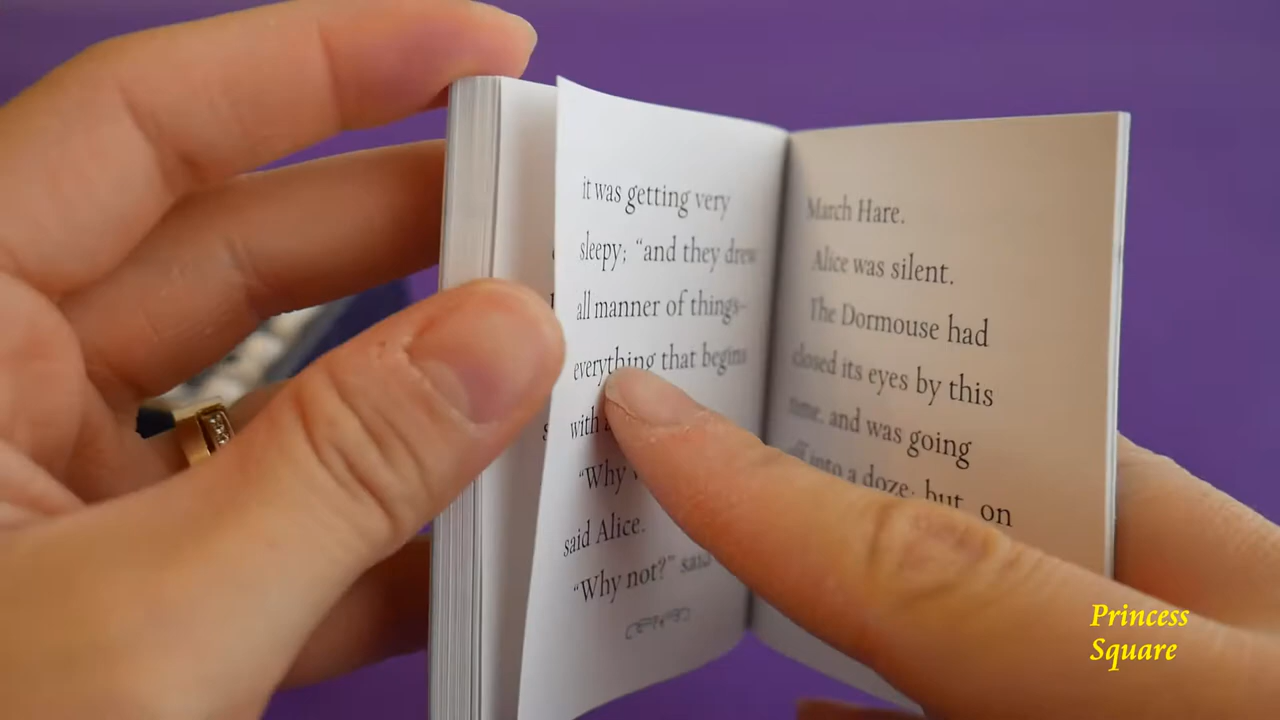 it was getting very
sleepy; “and they drew
all manner of things–
everything that begins
with
“Why
said Alice.
“Why not?” said
March Hare.
Alice was silent.
The Dormouse had
closed its eyes by this
time, and was going
off into a doze; but, on
Princess
Square